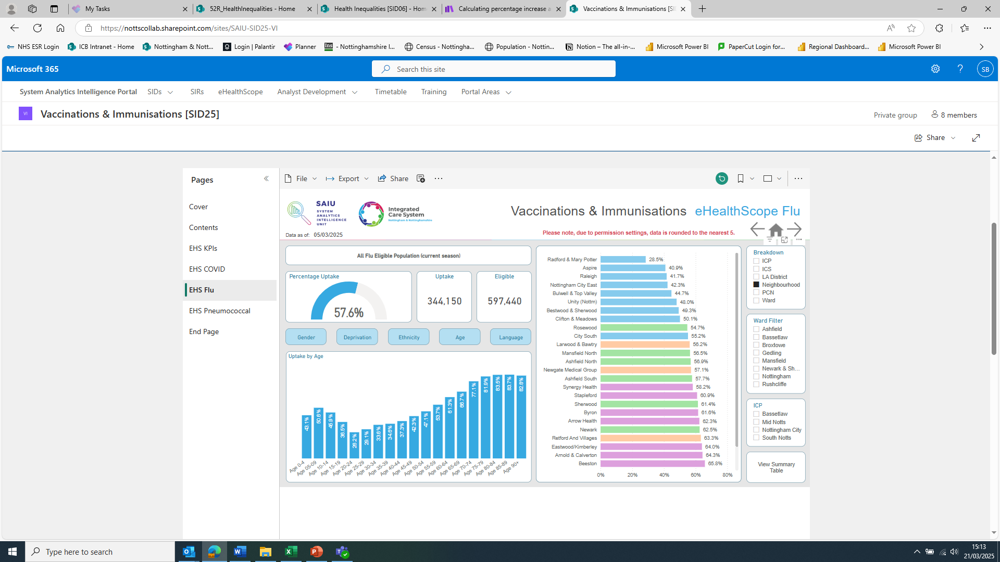 My Tasks
52R_HealthInequalities - Home
Health Inequalities [SID06] - Hom
Calculating percentage increase a
Vaccinations & Immunisations [SI
https://nottscollab.sharepoint.com/sites/SAIU-SID25-VI
NHS ESR Login
ICB Intranet - Home
Nottingham & Nott...
Login | Palantir
Planner
Ins
- Nottinghamshire I...
Census - Nottingha...
Population - Nottin...
Notion – The all-in-...
Microsoft Power BI
PaperCut Login for...
Regional Dashboard...
Microsoft Power BI
Microsoft 365
Search this site
SB
System Analytics Intelligence Portal
SIDs
SIRs
eHealthScope
Analyst Development
Timetable
Training
Portal Areas
VI
Vaccinations & Immunisations [SID25]
Private group
8 members
Share
Pages
Cover
Contents
EHS KPIs
EHS COVID
EHS Flu
EHS Pneumococcal
End Page
File
Export
Share
SAIU
SYSTEM
ANALYTICS
INTELLIGENCE
UNIT
Integrated
Care System
Nottingham & Nottinghamshire
Vaccinations & Immunisations eHealthScope Flu
Data as of: 05/03/2025
Please note, due to permission settings, data is rounded to the nearest 5.
All Flu Eligible Population (current season)
Percentage Uptake
57.6%
Uptake
344,150
Eligible
597,440
Gender
Deprivation
Ethnicity
Age
Language
Uptake by Age
43.1%
50.6%
45.9%
36.5%
26.2%
29.1%
33.6%
34.6%
37.3%
42.3%
47.1%
53.7%
61.3%
66.7%
77.1%
81.9%
83.5%
83.7%
82.8%
Age 0-4
Age 05-09
Age 10-14
Age 15-19
Age 20-24
Age 25-29
Age 30-34
Age 35-39
Age 40-44
Age 45-49
Age 50-54
Age 55-59
Age 60-64
Age 65-69
Age 70-74
Age 75-79
Age 80-84
Age 85-89
Age 90+
Radford & Mary Potter 28.5%
Aspire 40.9%
Raleigh 41.7%
Nottingham City East 42.3%
Bulwell & Top Valley 44.7%
Unity (Nottm) 48.0%
Bestwood & Sherwood 49.3%
Clifton & Meadows 50.1%
Rosewood 54.7%
City South 55.2%
Larwood & Bawtry 56.2%
Mansfield North 56.5%
Ashfield North 56.9%
Newgate Medical Group 57.1%
Ashfield South 57.7%
Synergy Health 58.2%
Stapleford 60.9%
Sherwood 61.4%
Byron 61.6%
Arrow Health 62.3%
Newark 62.5%
Retford And Villages 63.3%
Eastwood/Kimberley 64.0%
Arnold & Calverton 64.3%
Beeston 65.8%
0% 20% 40% 60% 80%
Breakdown
ICP
ICS
LA District
Neighbourhood
PCN
Ward
Ward Filter
Ashfield
Bassetlaw
Broxtowe
Gedling
Mansfield
Newark & Sh...
Nottingham
Rushcliffe
ICP
Bassetlaw
Mid Notts
Nottingham City
South Notts
View Summary
Table
Type here to search
15:13
21/03/2025